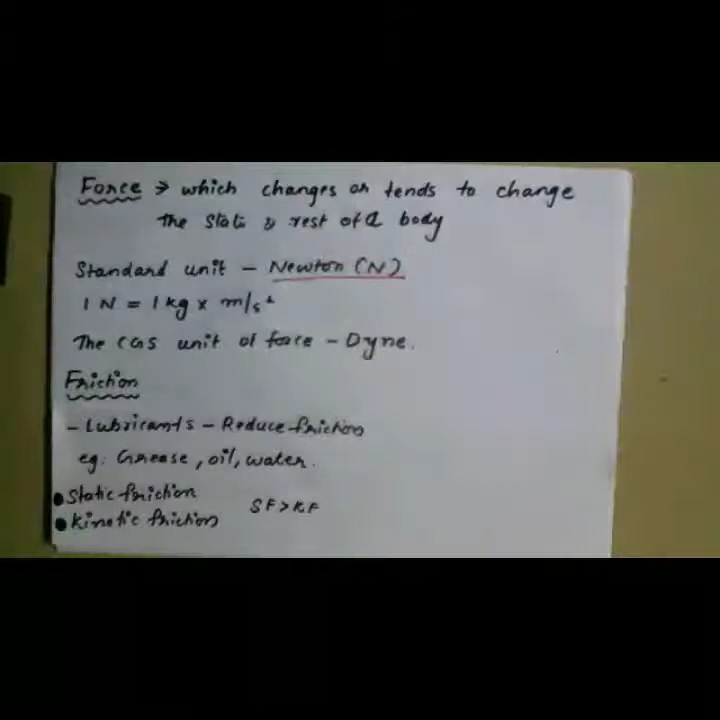 Force → which changes or tends to change
the state & rest of a body
Standard unit - Newton (N)
1 N = 1 kg x m/s²
The CGS unit of force - Dyne.
Friction
- Lubricants - Reduce friction
eg: Grease, oil, water.
● Static friction
SF > KF
● Kinetic friction